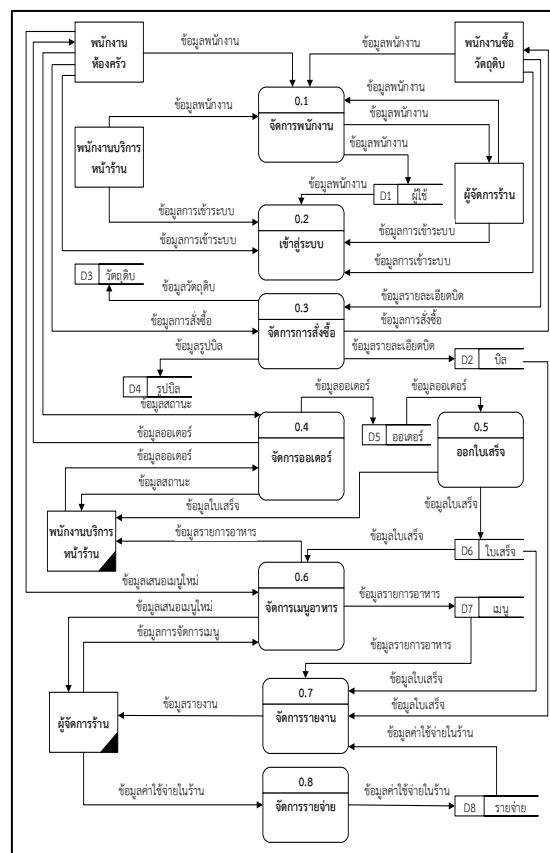 พนักงาน
ห้องครัว
ข้อมูลพนักงาน
ข้อมูลพนักงาน
พนักงานซื้อ
วัตถุดิบ
0.1
จัดการพนักงาน
ข้อมูลพนักงาน
ข้อมูลพนักงาน
ข้อมูลพนักงาน
พนักงานบริการ
หน้าร้าน
ข้อมูลพนักงาน
ผู้จัดการร้าน
ข้อมูลพนักงาน
D1 ผู้ใช้
0.2
เข้าสู่ระบบ
ข้อมูลการเข้าระบบ
ข้อมูลการเข้าระบบ
ข้อมูลการเข้าระบบ
ข้อมูลการเข้าระบบ
D3 วัตถุดิบ
ข้อมูลวัตถุดิบ
0.3
จัดการการสั่งซื้อ
ข้อมูลรายละเอียดบิด
ข้อมูลการสั่งซื้อ
ข้อมูลการสั่งซื้อ
ข้อมูลรูปบิล
ข้อมูลรายละเอียดบิด
D2 บิล
D4 รูปบิล
ข้อมูลสถานะ
ข้อมูลออเดอร์
ข้อมูลออเดอร์
0.4
จัดการออเดอร์
D5 ออเดอร์
0.5
ออกใบเสร็จ
ข้อมูลออเดอร์
ข้อมูลออเดอร์
ข้อมูลสถานะ
ข้อมูลใบเสร็จ
ข้อมูลใบเสร็จ
พนักงานบริการ
หน้าร้าน
ข้อมูลรายการอาหาร
ข้อมูลใบเสร็จ
D6 ใบเสร็จ
0.6
จัดการเมนูอาหาร
ข้อมูลเสนอเมนูใหม่
ข้อมูลรายการอาหาร
D7 เมนู
ข้อมูลเสนอเมนูใหม่
ข้อมูลการจัดการเมนู
ข้อมูลรายการอาหาร
0.7
จัดการรายงาน
ข้อมูลใบเสร็จ
ข้อมูลรายงาน
ข้อมูลใบเสร็จ
ผู้จัดการร้าน
ข้อมูลค่าใช้จ่ายในร้าน
0.8
จัดการรายจ่าย
ข้อมูลค่าใช้จ่ายในร้าน
ข้อมูลค่าใช้จ่ายในร้าน
D8 รายจ่าย